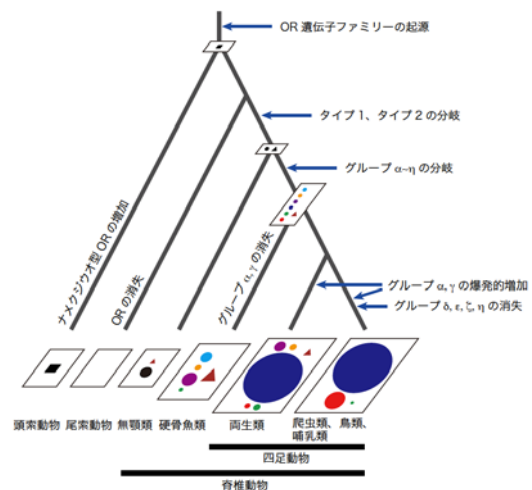 OR 遺伝子ファミリーの起源
タイプ1、タイプ2 の分岐
グループ α~η の分岐
ナメクジウオ型 OR の増加
OR の消失
グループ α, γ の消失
グループ α, γ の爆発的増加
グループ δ, ε, ζ, η の消失
頭索動物 尾索動物 無顎類 硬骨魚類 両生類 爬虫類、鳥類、
哺乳類
四足動物
脊椎動物